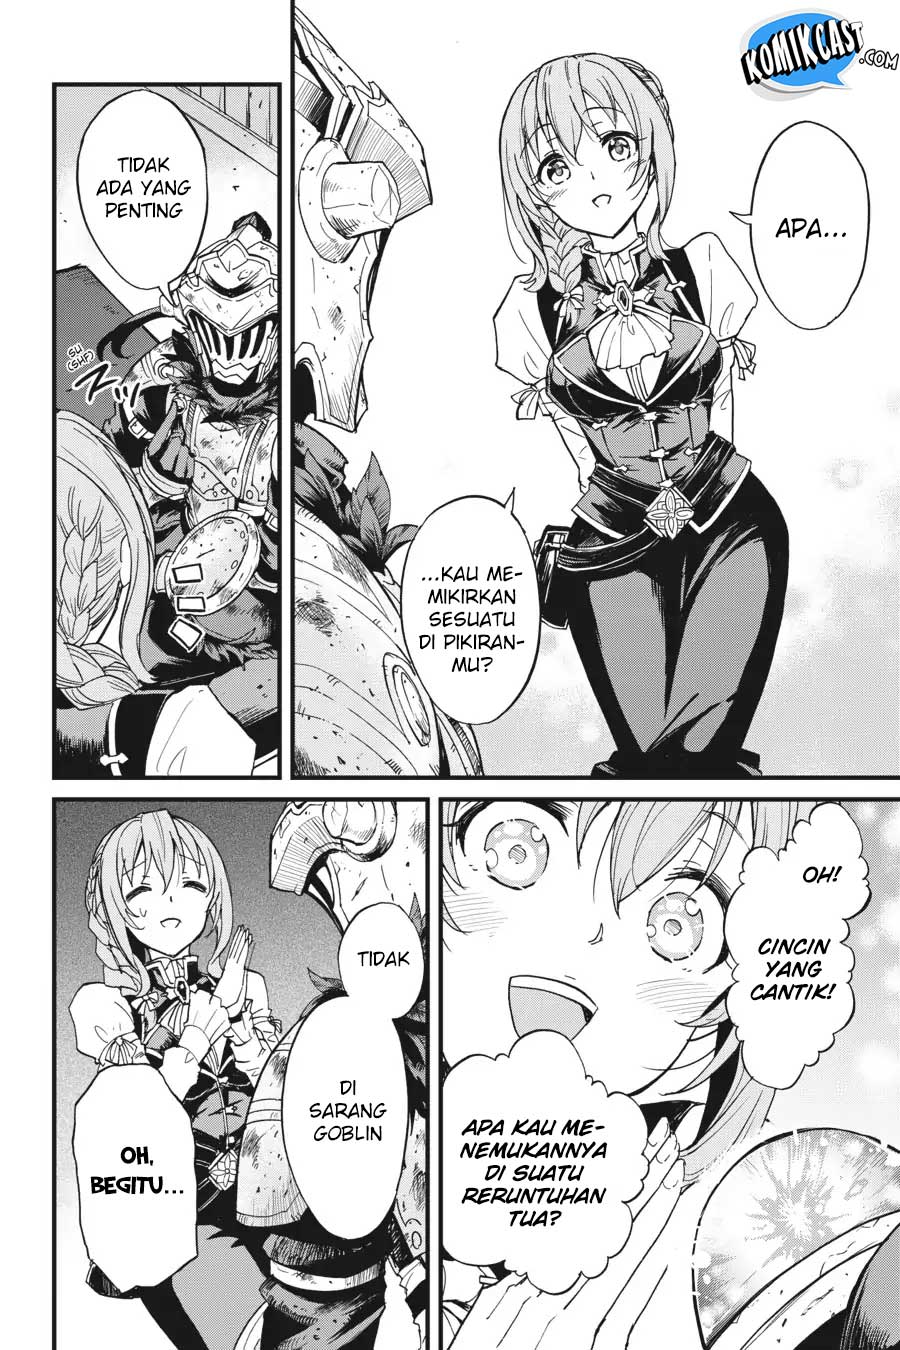 KOMIKCAST
.COM
APA...
...KAU ME-
MIKIRKAN
SESUATU
DI PIKIRAN-
MU?
TIDAK
ADA YANG
PENTING
SU
(SHF)
OH!
CINCIN
YANG
CANTIK!
APA KAU ME-
NEMUKANNYA
DI SUATU
RERUNTUHAN
TUA?
TIDAK
DI
SARANG
GOBLIN
OH,
BEGITU...